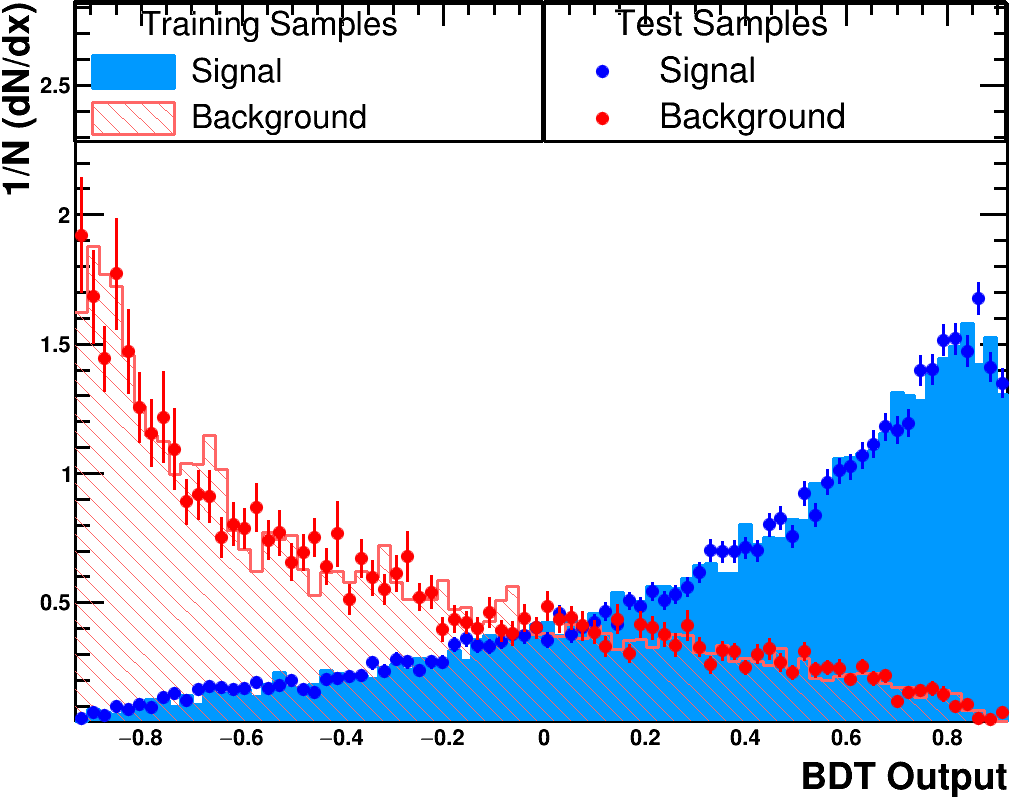 1/N (dN/dx)
Training Samples
Signal
Background
Test Samples
Signal
Background
2.5
2
1.5
1
0.5
−0.8 −0.6 −0.4 −0.2 0 0.2 0.4 0.6 0.8
BDT Output